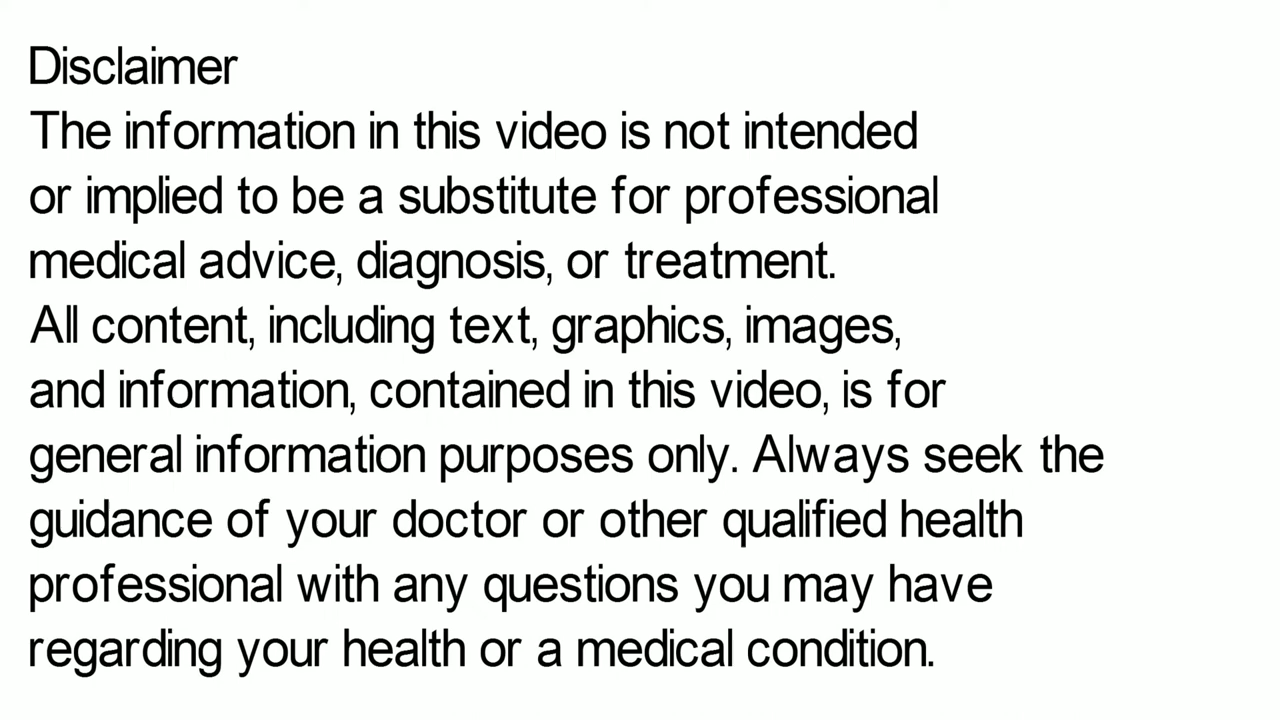 Disclaimer
The information in this video is not intended
or implied to be a substitute for professional
medical advice, diagnosis, or treatment.
All content, including text, graphics, images,
and information, contained in this video, is for
general information purposes only. Always seek the
guidance of your doctor or other qualified health
professional with any questions you may have
regarding your health or a medical condition.